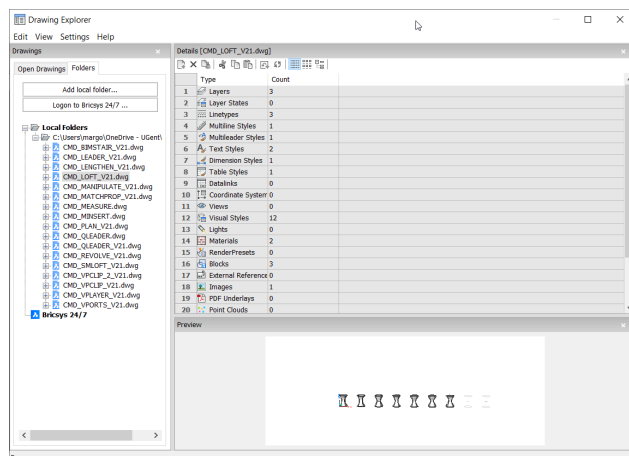 Drawing Explorer
Edit View Settings Help
Drawings
Open Drawings Folders
Add local folder...
Logon to Bricsys 24/7 ...
Local Folders
C:\Users\margo\OneDrive - UGent\
CMD_BIMSTAIR_V21.dwg
CMD_LEADER_V21.dwg
CMD_LENGTHEN_V21.dwg
CMD_LOFT_V21.dwg
CMD_MANIPULATE_V21.dwg
CMD_MATCHPROP_V21.dwg
CMD_MEASURE.dwg
CMD_MINSERT.dwg
CMD_PLAN_V21.dwg
CMD_QLEADER.dwg
CMD_QLEADER_V21.dwg
CMD_REVOLVE_V21.dwg
CMD_SMLOFT_V21.dwg
CMD_VPCLIP_2_V21.dwg
CMD_VPCLIP_V21.dwg
CMD_VPLAYER_V21.dwg
CMD_VPORTS_V21.dwg
Bricsys 24/7
Details [CMD_LOFT_V21.dwg]
Type Count
1 Layers 3
2 Layer States 0
3 Linetypes 3
4 Multiline Styles 1
5 Multileader Styles 1
6 Text Styles 2
7 Dimension Styles 1
8 Table Styles 1
9 Datalinks 0
10 Coordinate System 0
11 Views 0
12 Visual Styles 12
13 Lights 0
14 Materials 2
15 RenderPresets 0
16 Blocks 3
17 External Reference 0
18 Images 1
19 PDF Underlays 0
20 Point Clouds 0
Preview